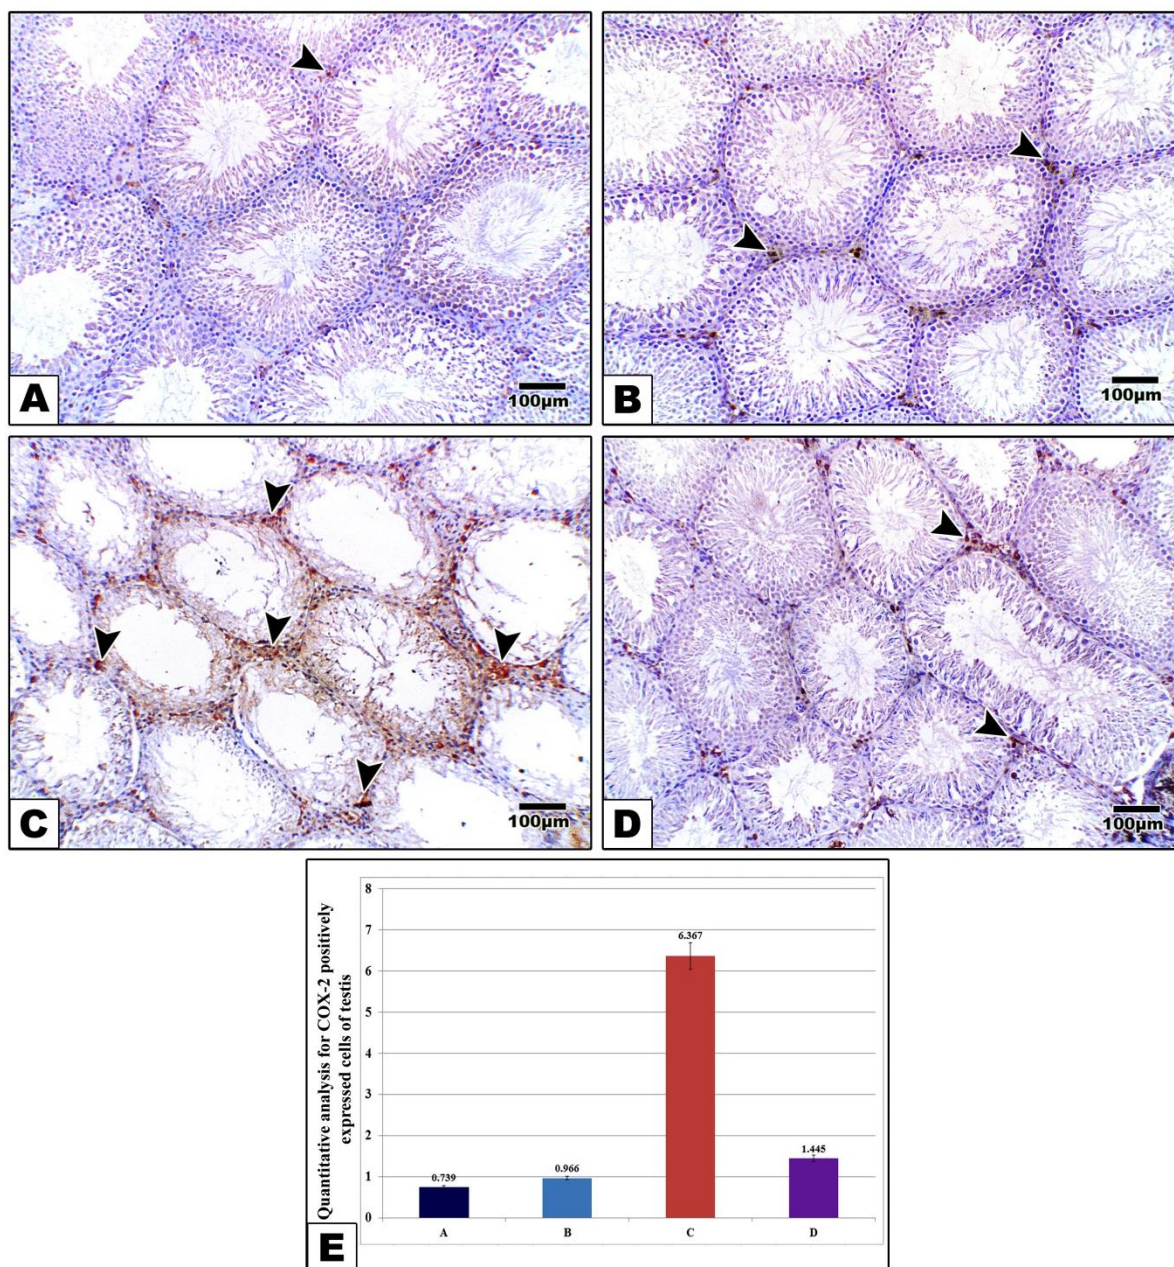 A
100µm
B
100µm
C
100µm
D
100µm
Quantitative analysis for COX-2 positively
expressed cells of testis
8
7
6
5
4
3
2
1
0
0.739
0.966
6.367
1.445
A
B
C
D
E